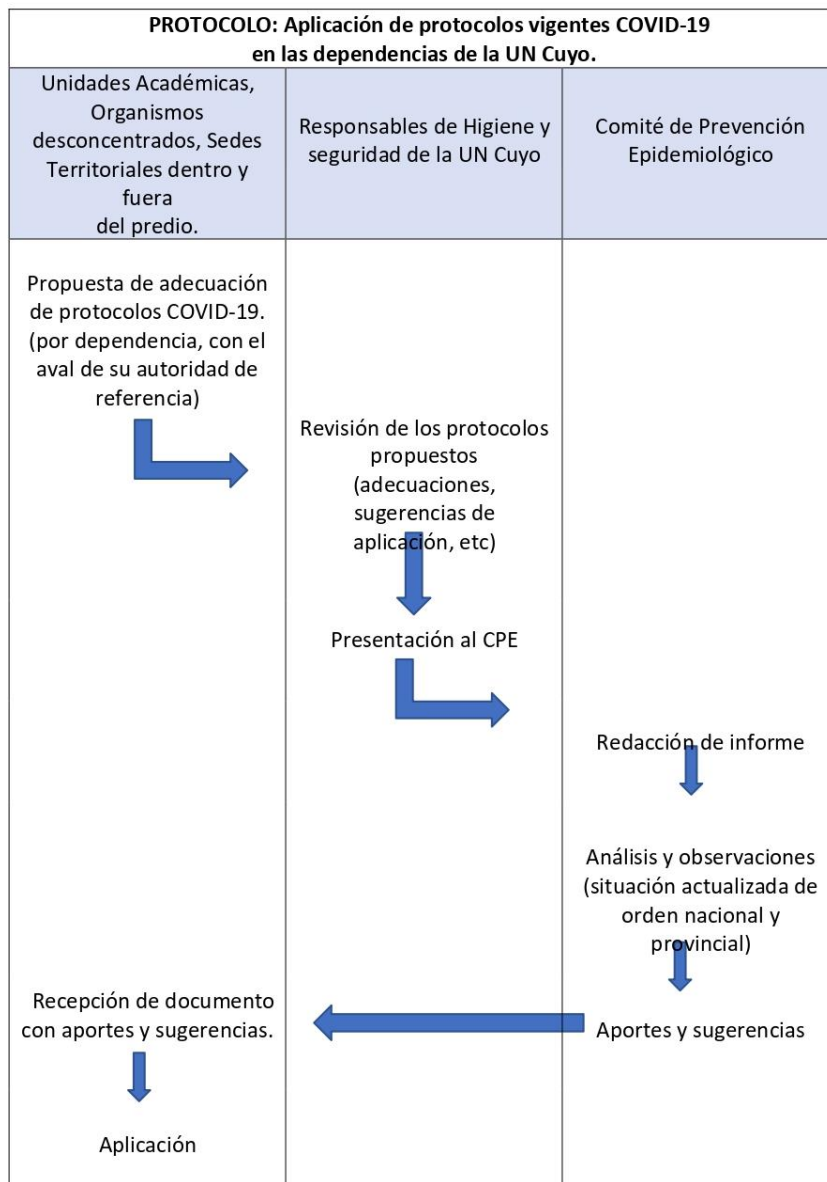 PROTOCOLO: Aplicación de protocolos vigentes COVID-19
en las dependencias de la UN Cuyo.
Unidades Académicas,
Organismos
desconcentrados, Sedes
Territoriales dentro y
fuera
del predio.
Responsables de Higiene y
seguridad de la UN Cuyo
Comité de Prevención
Epidemiológico
Propuesta de adecuación
de protocolos COVID-19.
(por dependencia, con el
aval de su autoridad de
referencia)
Revisión de los protocolos
propuestos
(adecuaciones,
sugerencias de
aplicación, etc)
Presentación al CPE
Redacción de informe
Análisis y observaciones
(situación actualizada de
orden nacional y
provincial)
Aportes y sugerencias
Recepción de documento
con aportes y sugerencias.
Aplicación